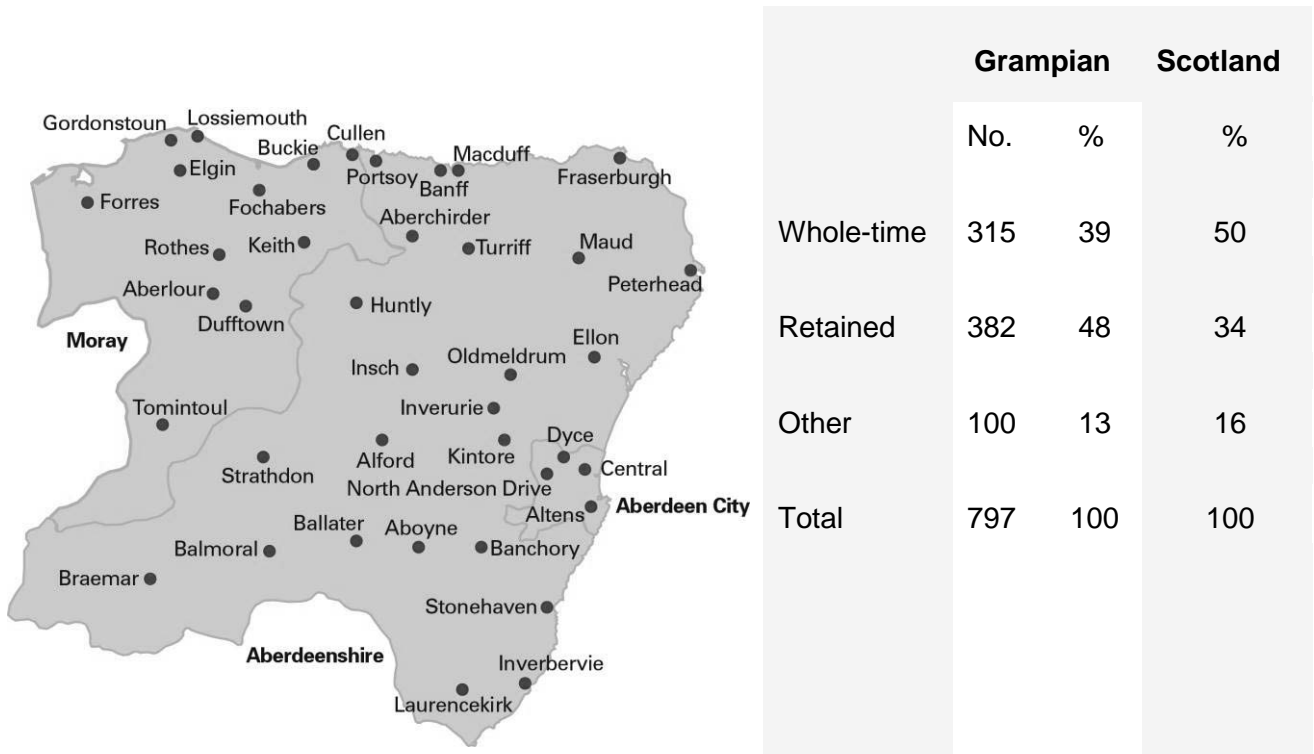 Gordonstoun
Lossiemouth
Buckie
Cullen
Elgin
Portsoy
Banff
Macduff
Fraserburgh
Forres
Fochabers
Aberchirder
Rothes
Keith
Turriff
Maud
Peterhead
Aberlour
Dufftown
Huntly
Moray
Ellon
Insch
Oldmeldrum
Tomintoul
Inverurie
Dyce
Strathdon
Alford
Kintore
Central
North Anderson Drive
Altens
Aberdeen City
Ballater
Aboyne
Balmoral
Banchory
Braemar
Stonehaven
Aberdeenshire
Inverbervie
Laurencekirk
Grampian Scotland
No. % %
Whole-time 315 39 50
Retained 382 48 34
Other 100 13 16
Total 797 100 100